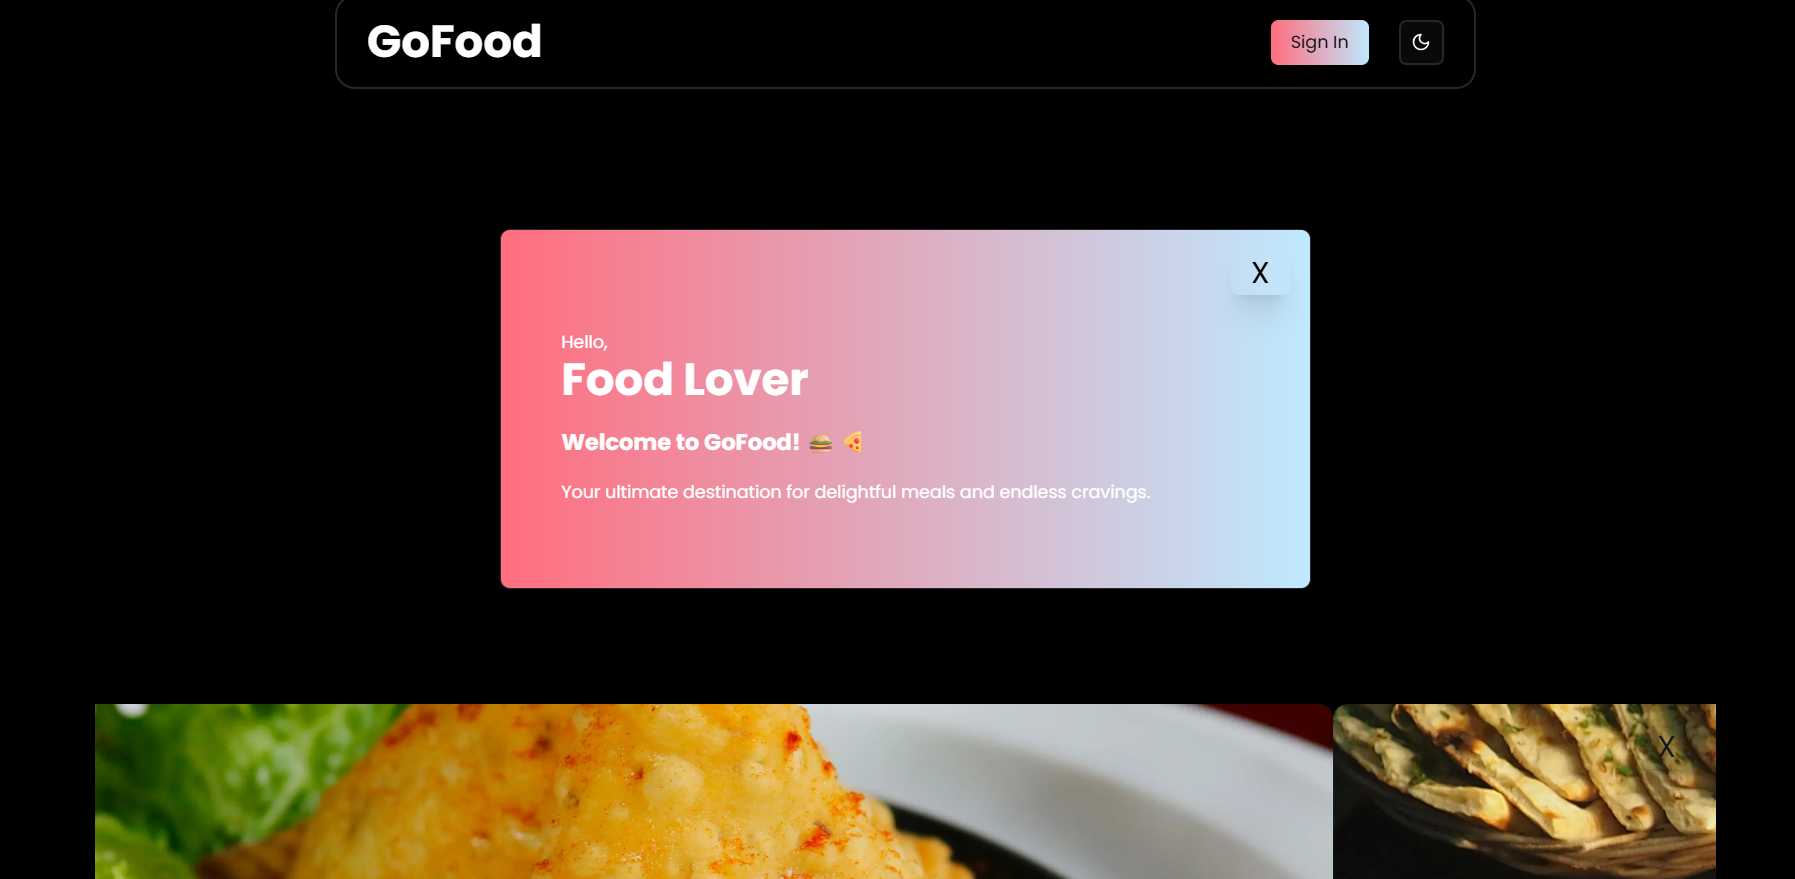 GoFood
Sign In
X
Hello,
Food Lover
Welcome to GoFood! 🍔 🍕
Your ultimate destination for delightful meals and endless cravings.
X